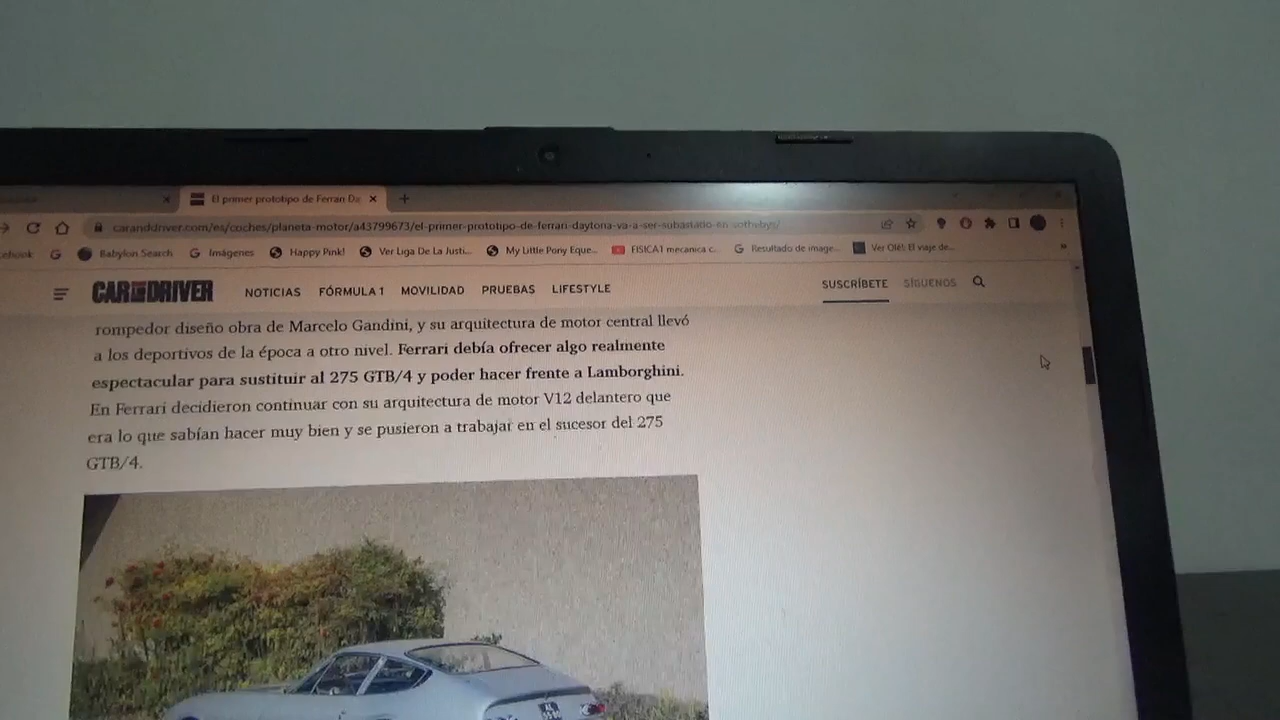 El primer prototipo de Ferrari Da
caranddriver.com/es/coches/planeta-motor/a43799673/el-primer-prototipo-de-ferrari-daytona-va-a-ser-subastado-en-sothebys/
cebook
Babylon Search
Imágenes
Happy Pink!
Ver Liga De La Justi...
My Little Pony Eque...
FISICA1 mecanica c...
Resultado de image...
Ver Olé!: El viaje de...
»
CAR AND DRIVER
NOTICIAS FÓRMULA 1 MOVILIDAD PRUEBAS LIFESTYLE
SUSCRÍBETE SÍGUENOS
rompedor diseño obra de Marcelo Gandini, y su arquitectura de motor central llevó
a los deportivos de la época a otro nivel. Ferrari debía ofrecer algo realmente
espectacular para sustituir al 275 GTB/4 y poder hacer frente a Lamborghini.
En Ferrari decidieron continuar con su arquitectura de motor V12 delantero que
era lo que sabían hacer muy bien y se pusieron a trabajar en el sucesor del 275
GTB/4.